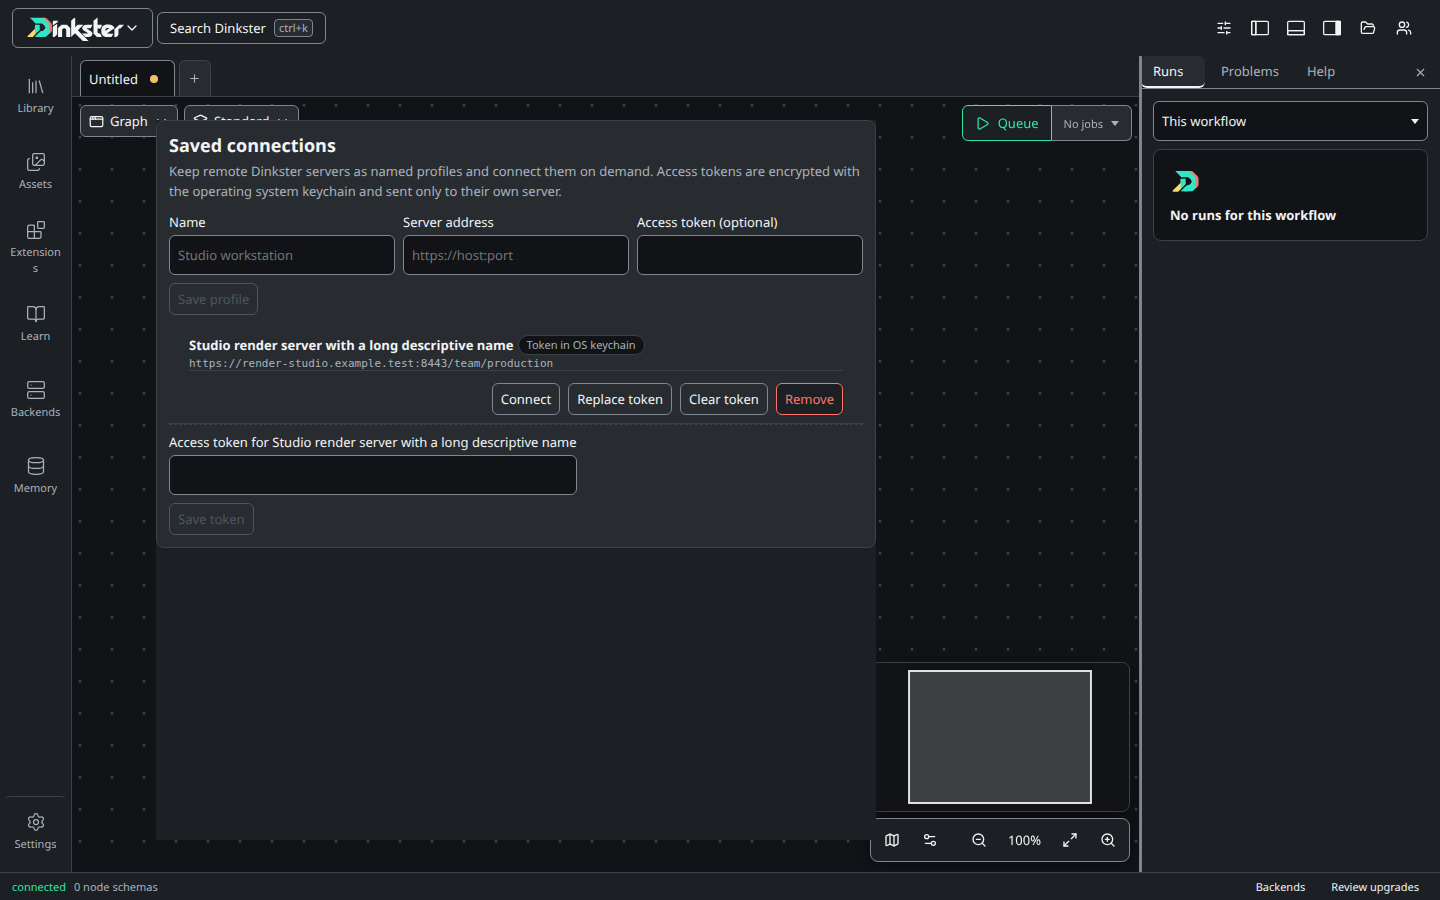 Dinkster
Search Dinkster ctrl+k
Library
Assets
Extension
s
Learn
Backends
Memory
Settings
Untitled
Graph
Standard
Queue
No jobs
Saved connections
Keep remote Dinkster servers as named profiles and connect them on demand. Access tokens are encrypted with
the operating system keychain and sent only to their own server.
Name
Server address
Access token (optional)
Studio workstation
https://host:port
Save profile
Studio render server with a long descriptive name Token in OS keychain
https://render-studio.example.test:8443/team/production
Connect
Replace token
Clear token
Remove
Access token for Studio render server with a long descriptive name
Save token
100%
Runs
Problems
Help
This workflow
No runs for this workflow
connected 0 node schemas
Backends
Review upgrades